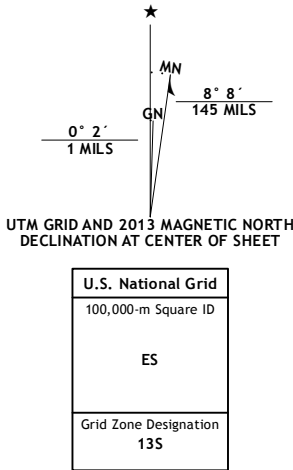 ★
MN
GN
8° 8´
145 MILS
0° 2´
1 MILS
UTM GRID AND 2013 MAGNETIC NORTH
DECLINATION AT CENTER OF SHEET
U.S. National Grid
100,000-m Square ID
ES
Grid Zone Designation
13S